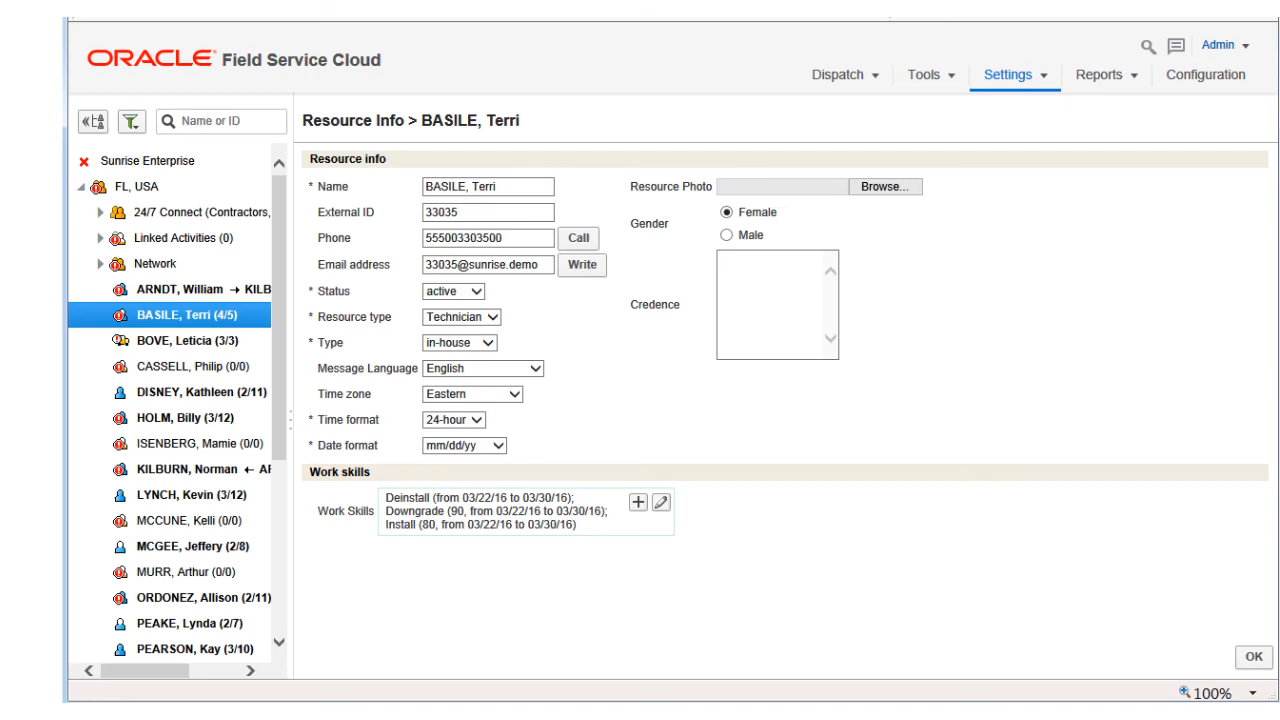 ORACLE Field Service Cloud
Admin
Dispatch Tools Settings Reports Configuration
Name or ID
Sunrise Enterprise
FL, USA
24/7 Connect (Contractors,
Linked Activities (0)
Network
ARNDT, William → KILB
BASILE, Terri (4/5)
BOVE, Leticia (3/3)
CASSELL, Philip (0/0)
DISNEY, Kathleen (2/11)
HOLM, Billy (3/12)
ISENBERG, Mamie (0/0)
KILBURN, Norman ← AF
LYNCH, Kevin (3/12)
MCCUNE, Kelli (0/0)
MCGEE, Jeffery (2/8)
MURR, Arthur (0/0)
ORDONEZ, Allison (2/11)
PEAKE, Lynda (2/7)
PEARSON, Kay (3/10)
Resource Info > BASILE, Terri
Resource info
* Name BASILE, Terri
External ID 33035
Phone 555003303500 Call
Email address 33035@sunrise.demo Write
* Status active
* Resource type Technician
* Type in-house
Message Language English
Time zone Eastern
* Time format 24-hour
* Date format mm/dd/yy
Resource Photo Browse...
Gender
Female
Male
Credence
Work skills
Work Skills
Deinstall (from 03/22/16 to 03/30/16);
Downgrade (90, from 03/22/16 to 03/30/16);
Install (80, from 03/22/16 to 03/30/16)
OK
100%